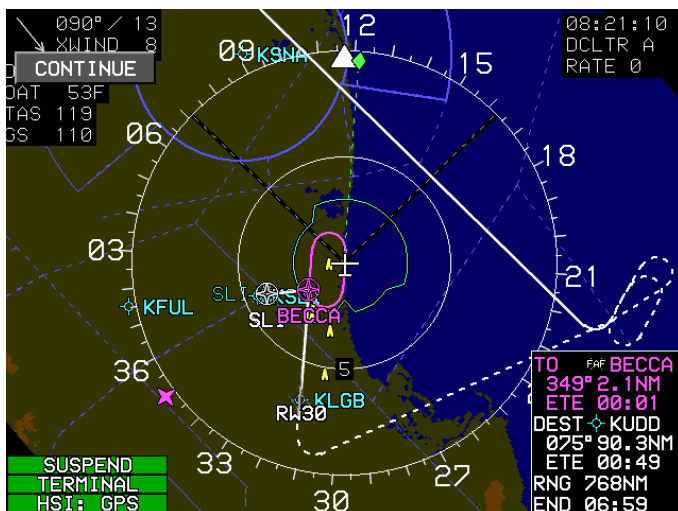 090° / 13
XWIND 8
CONTINUE
OAT 53F
TAS 119
GS 110
08:21:10
DCLTR A
RATE 0
12
09
KSNA
15
06
18
03
21
KFUL
SLI
SLI
BECCA
36
5
RW30
KLGB
33
27
30
TO FAF BECCA
349° 2.1NM
ETE 00:01
DEST KUDD
075° 90.3NM
ETE 00:49
RNG 768NM
END 06:59
SUSPEND
TERMINAL
HSI: GPS